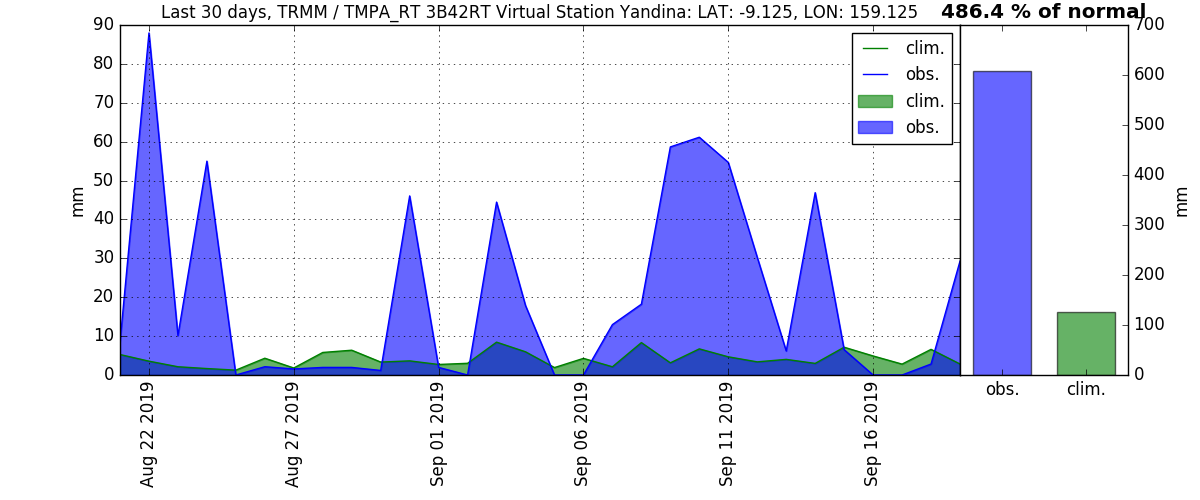 Last 30 days, TRMM / TMPA_RT 3B42RT Virtual Station Yandina: LAT: -9.125, LON: 159.125
486.4 % of normal
90
80
70
60
50
40
30
20
10
0
mm
clim.
obs.
clim.
obs.
700
600
500
400
300
200
100
0
mm
Aug 22 2019
Aug 27 2019
Sep 01 2019
Sep 06 2019
Sep 11 2019
Sep 16 2019
obs.
clim.